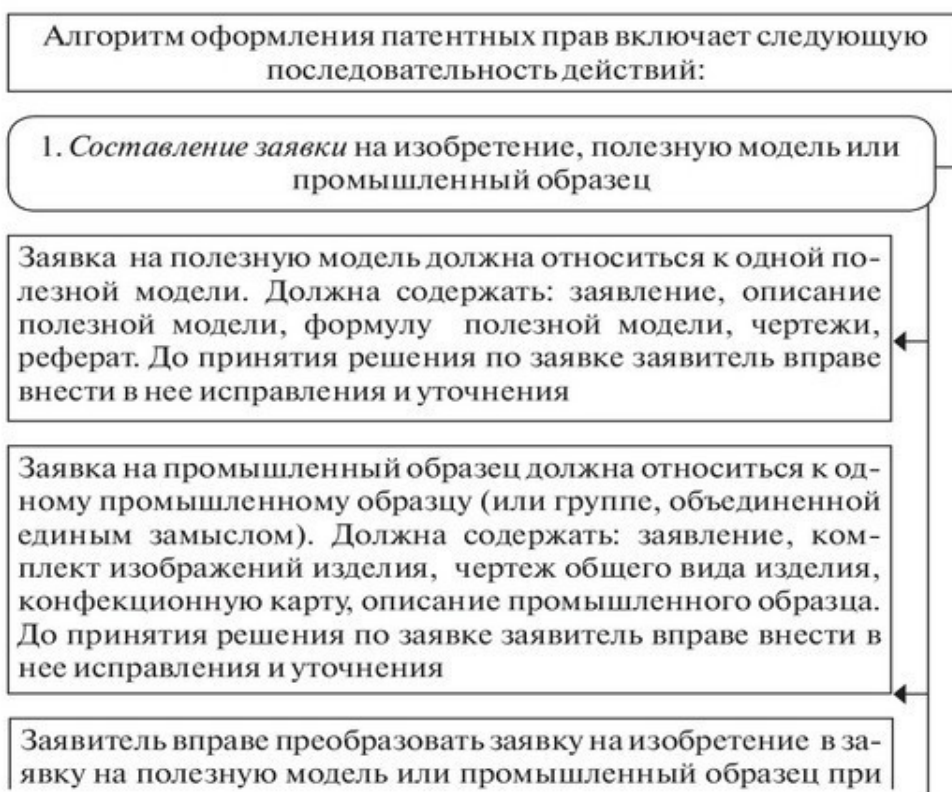 Алгоритм оформления патентных прав включает следующую
последовательность действий:
1. Составление заявки на изобретение, полезную модель или
промышленный образец
Заявка на полезную модель должна относиться к одной по-
лезной модели. Должна содержать: заявление, описание
полезной модели, формулу полезной модели, чертежи,
реферат. До принятия решения по заявке заявитель вправе
внести в нее исправления и уточнения
Заявка на промышленный образец должна относиться к од-
ному промышленному образцу (или группе, объединенной
единым замыслом). Должна содержать: заявление, ком-
плект изображений изделия, чертеж общего вида изделия,
конфекционную карту, описание промышленного образца.
До принятия решения по заявке заявитель вправе внести в
нее исправления и уточнения
Заявитель вправе преобразовать заявку на изобретение в за-
явку на полезную модель или промышленный образец при